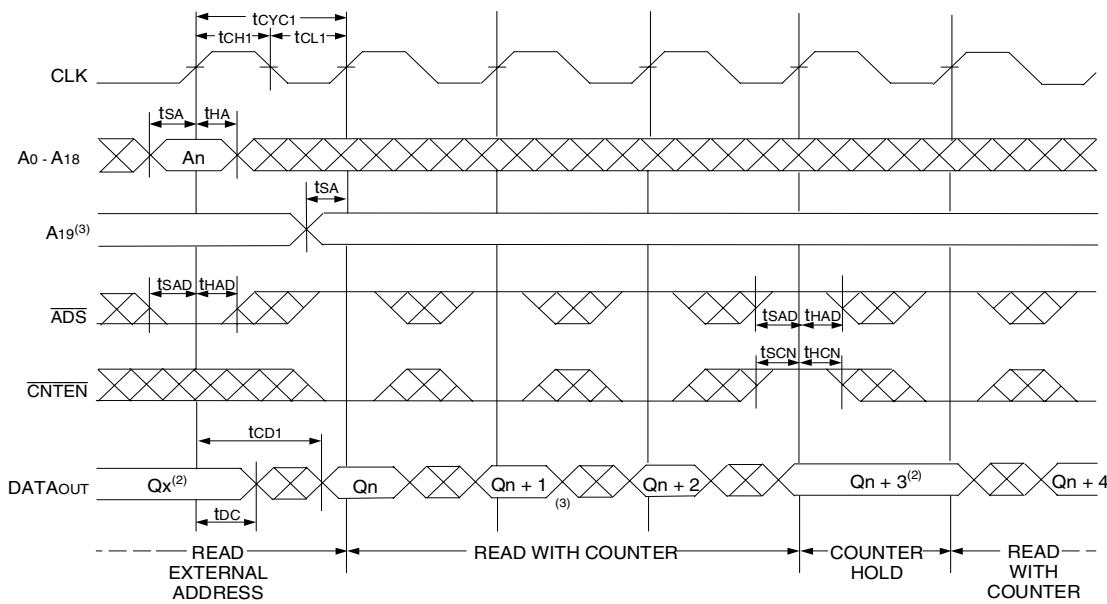 tCYC1
tCH1 tCL1
CLK
tSA tHA
A0 - A18 An
tSA
A19(3)
tSAD tHAD
ADS
tSAD tHAD
tSCN tHCN
CNTEN
tCD1
DATAOUT Qx(2) Qn Qn + 1 Qn + 2 Qn + 3(2) Qn + 4
(3)
tDC
READ EXTERNAL ADDRESS
READ WITH COUNTER
COUNTER HOLD
READ WITH COUNTER